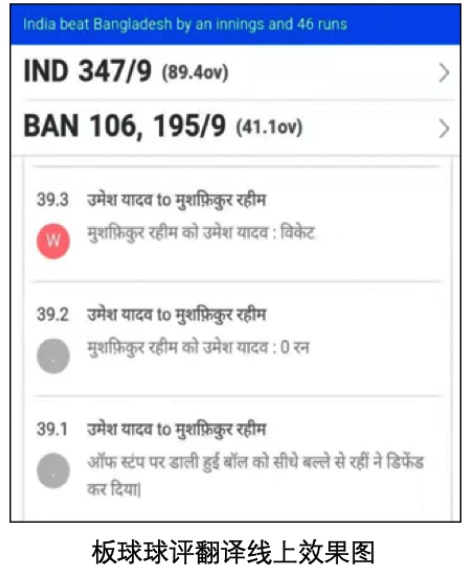 India beat Bangladesh by an innings and 46 runs
IND 347/9 (89.4ov)
BAN 106, 195/9 (41.1ov)
39.3 उमेश यादव to मुशफ़िकुर रहीम
W मुशफ़िकुर रहीम को उमेश यादव : विकेट
39.2 उमेश यादव to मुशफ़िकुर रहीम
. मुशफ़िकुर रहीम को उमेश यादव : 0 रन
39.1 उमेश यादव to मुशफ़िकुर रहीम
. ऑफ स्टंप पर डाली हुई बॉल को सीधे बल्ले से रहीं ने डिफेंड
कर दिया|
板球球评翻译线上效果图